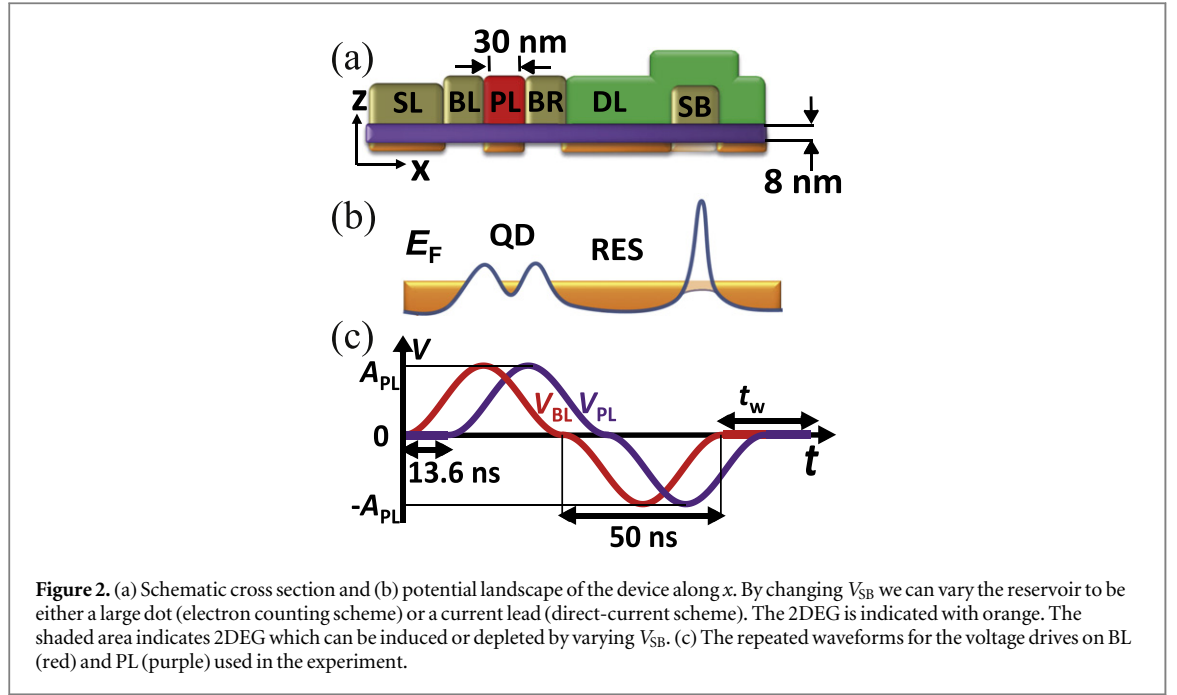 (a)
30 nm
z
SL BL PL BR DL SB
x
8 nm
(b)
E_F QD RES
(c)
V
A_PL
V_BL V_PL
t_w
0
t
13.6 ns
-A_PL
50 ns
Figure 2. (a) Schematic cross section and (b) potential landscape of the device along x. By changing V_SB we can vary the reservoir to be
either a large dot (electron counting scheme) or a current lead (direct-current scheme). The 2DEG is indicated with orange. The
shaded area indicates 2DEG which can be induced or depleted by varying V_SB. (c) The repeated waveforms for the voltage drives on BL
(red) and PL (purple) used in the experiment.